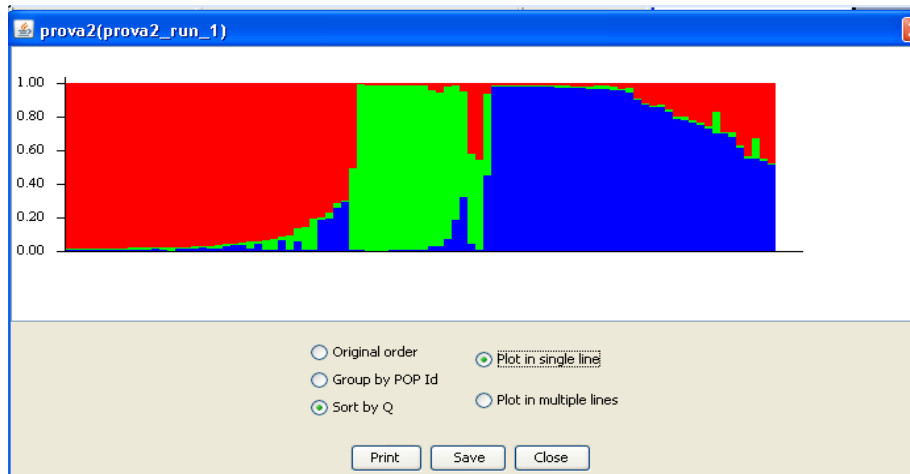 prova2(prova2_run_1)
1.00
0.80
0.60
0.40
0.20
0.00
Original order
Plot in single line
Group by POP Id
Sort by Q
Plot in multiple lines
Print
Save
Close